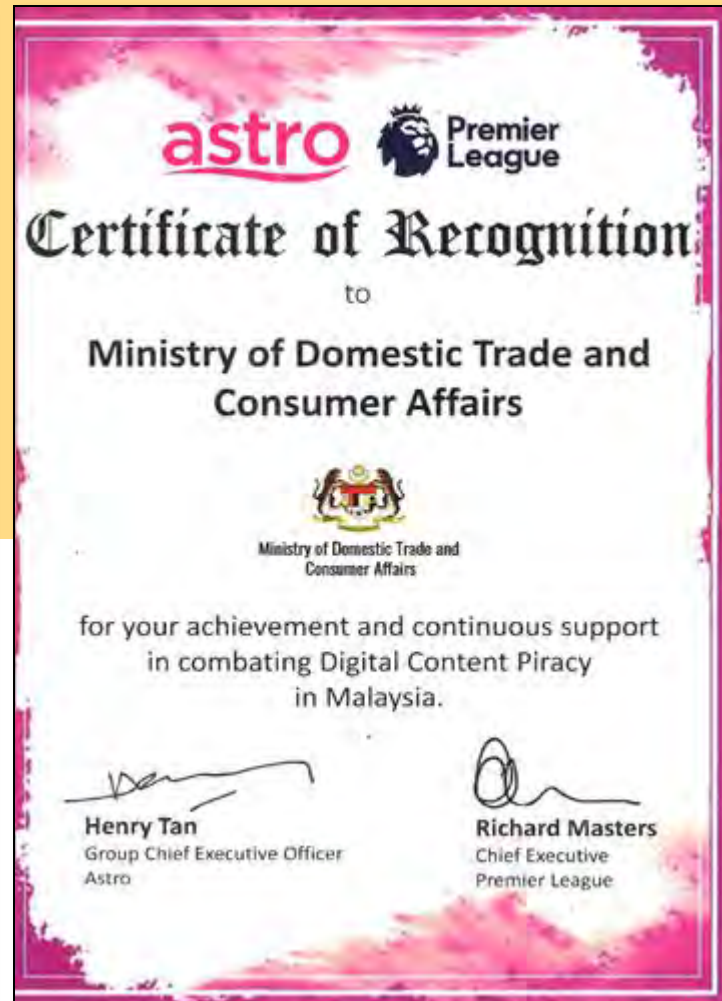 astro Premier League
Certificate of Recognition
to
Ministry of Domestic Trade and
Consumer Affairs
Ministry of Domestic Trade and
Consumer Affairs
for your achievement and continuous support
in combating Digital Content Piracy
in Malaysia.
Henry Tan
Group Chief Executive Officer
Astro
Richard Masters
Chief Executive
Premier League